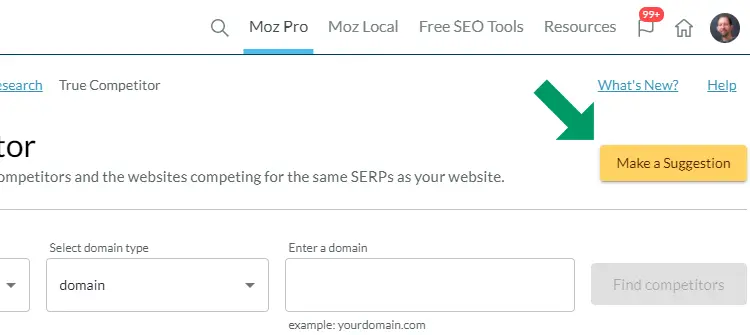 Moz Pro Moz Local Free SEO Tools Resources 99+
esearch True Competitor What's New? Help
tor
Make a Suggestion
ompetitors and the websites competing for the same SERPs as your website.
Select domain type Enter a domain
domain Find competitors
example: yourdomain.com